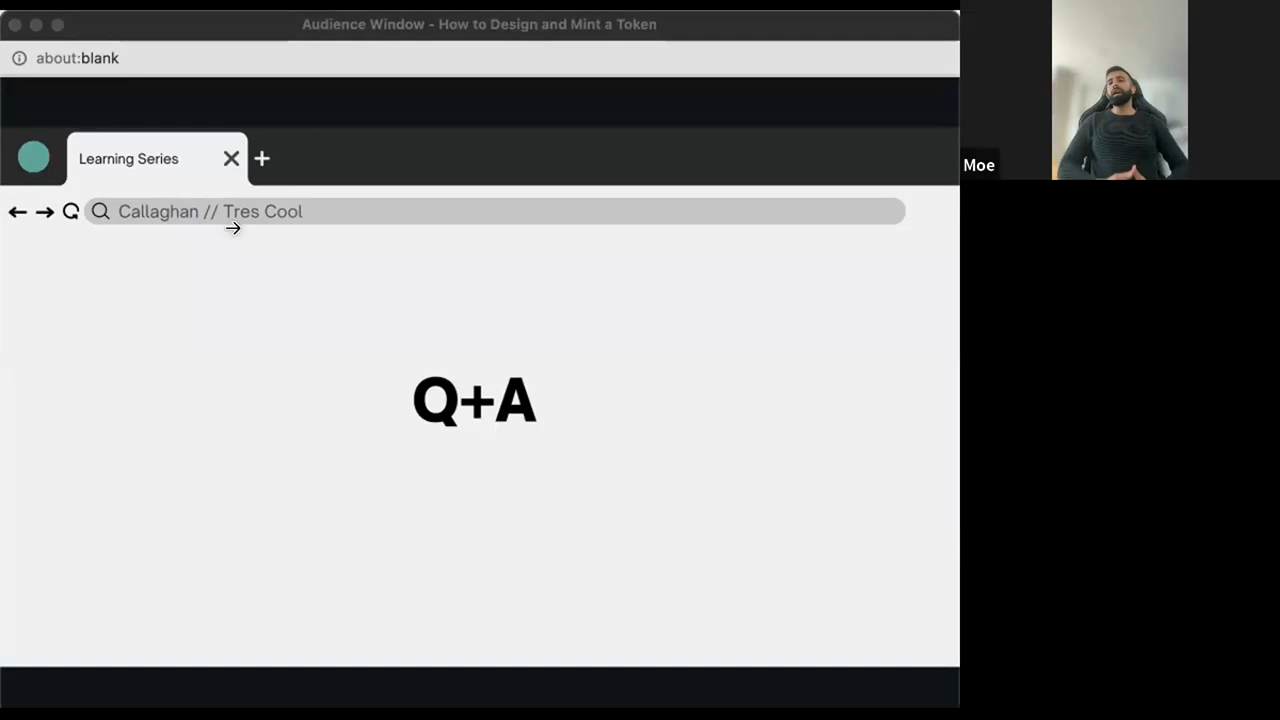 Audience Window - How to Design and Mint a Token
about:blank
Learning Series
Callaghan // Tres Cool
Q+A
Moe